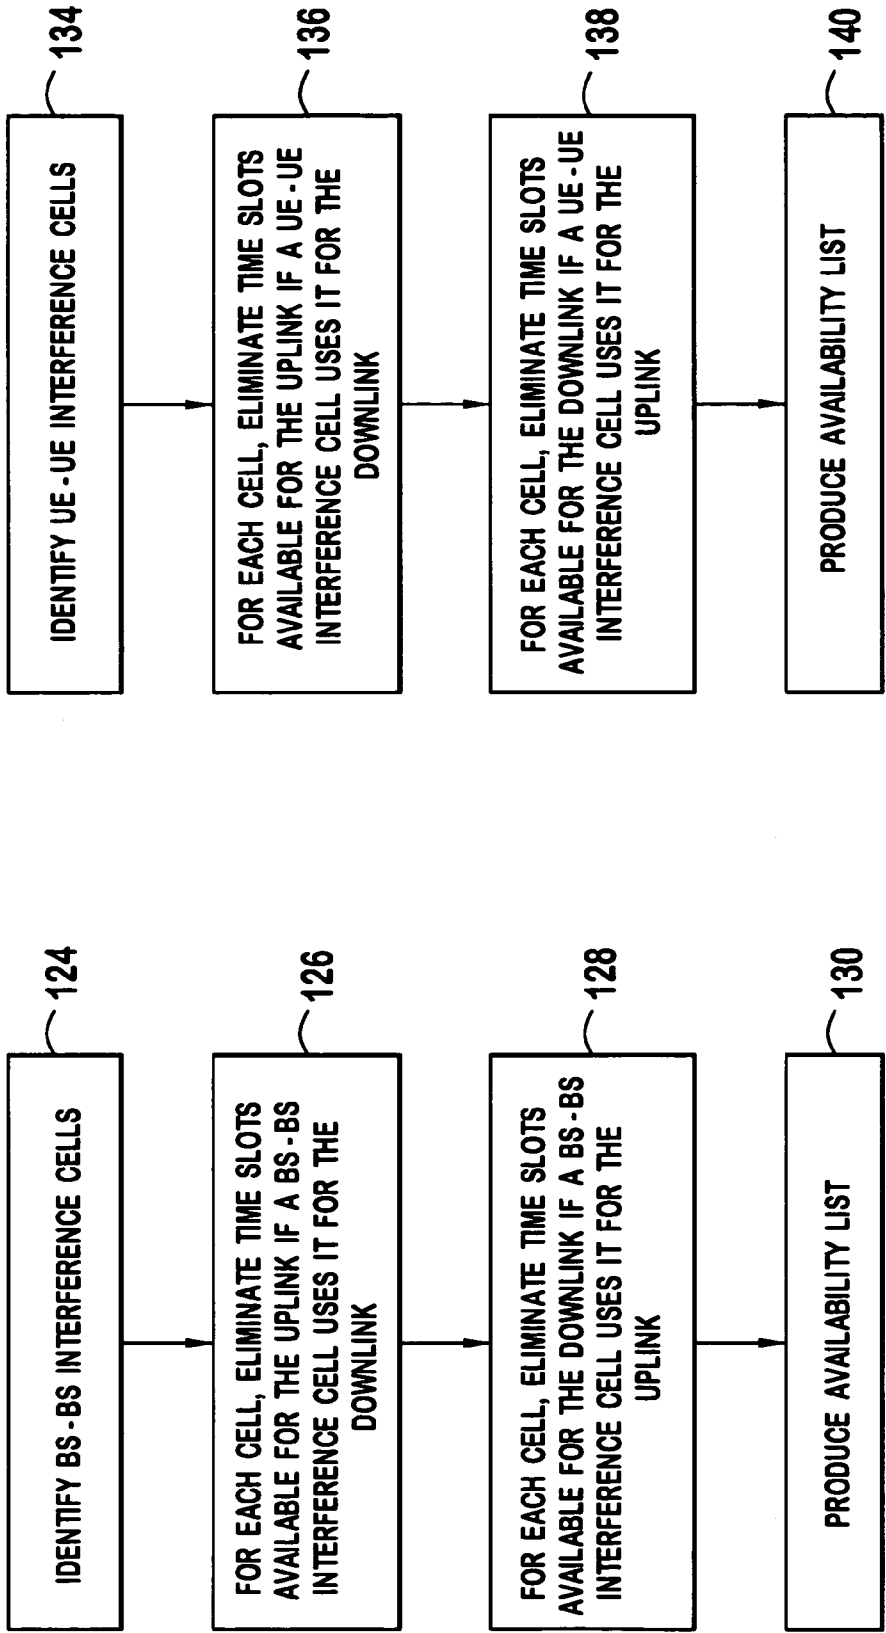 IDENTIFY BS-BS INTERFERENCE CELLS
124
FOR EACH CELL, ELIMINATE TIME SLOTS
AVAILABLE FOR THE UPLINK IF A BS-BS
INTERFERENCE CELL USES IT FOR THE
DOWNLINK
126
FOR EACH CELL, ELIMINATE TIME SLOTS
AVAILABLE FOR THE DOWNLINK IF A BS-BS
INTERFERENCE CELL USES IT FOR THE
UPLINK
128
PRODUCE AVAILABILITY LIST
130
IDENTIFY UE-UE INTERFERENCE CELLS
134
FOR EACH CELL, ELIMINATE TIME SLOTS
AVAILABLE FOR THE UPLINK IF A UE-UE
INTERFERENCE CELL USES IT FOR THE
DOWNLINK
136
FOR EACH CELL, ELIMINATE TIME SLOTS
AVAILABLE FOR THE DOWNLINK IF A UE-UE
INTERFERENCE CELL USES IT FOR THE
UPLINK
138
PRODUCE AVAILABILITY LIST
140